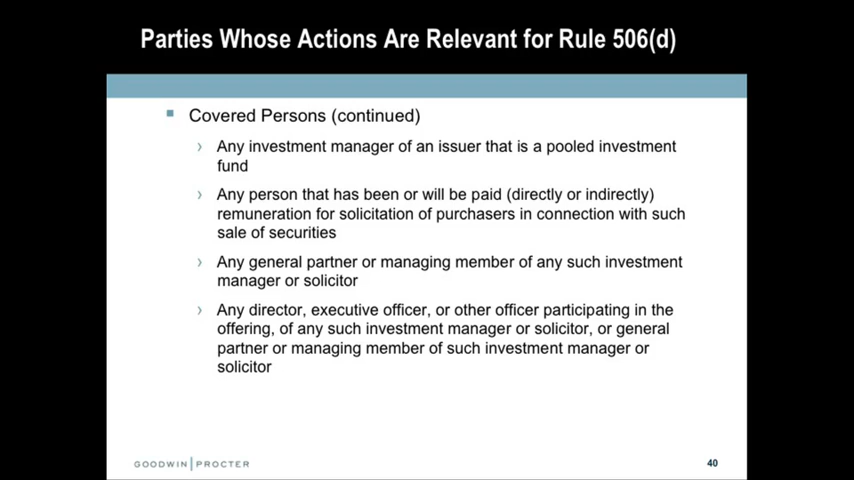 Parties Whose Actions Are Relevant for Rule 506(d)
Covered Persons (continued)
Any investment manager of an issuer that is a pooled investment
fund
Any person that has been or will be paid (directly or indirectly)
remuneration for solicitation of purchasers in connection with such
sale of securities
Any general partner or managing member of any such investment
manager or solicitor
Any director, executive officer, or other officer participating in the
offering, of any such investment manager or solicitor, or general
partner or managing member of such investment manager or
solicitor
GOODWIN PROCTER
40